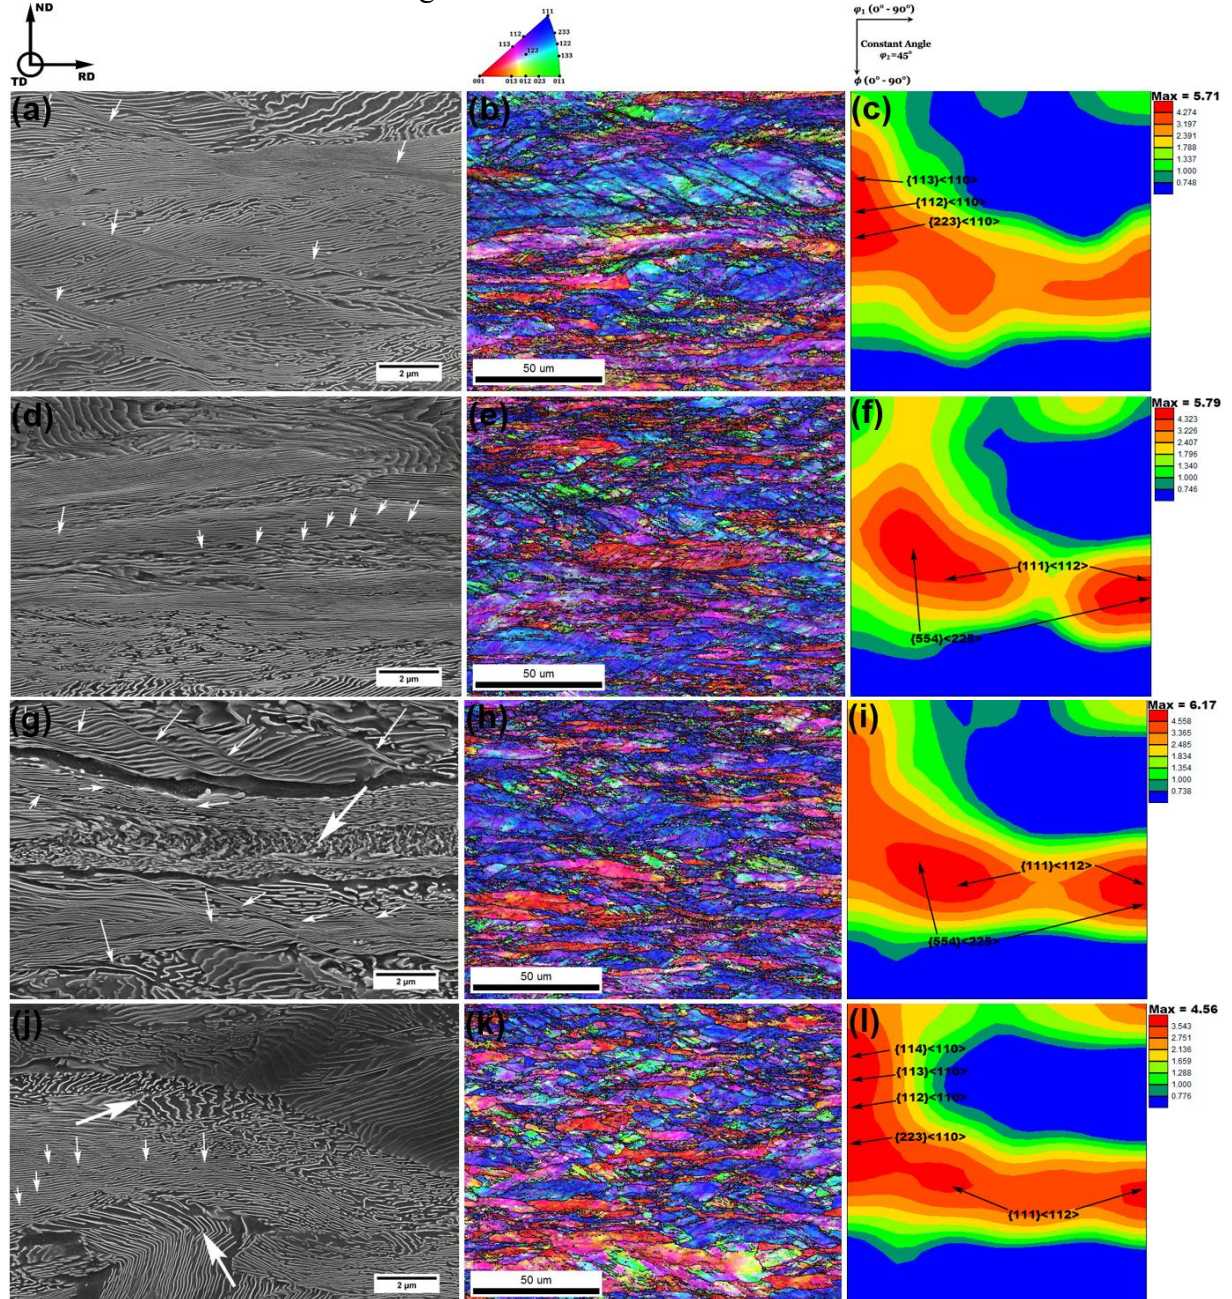 g
ND
TD
RD
111
112
233
122
113
123
133
001
013 012 023
011
φ₁ (0° - 90°)
Constant Angle
φ₂=45°
ϕ (0° - 90°)
(a)
2 μm
(b)
50 um
(c)
{113}<110>
{112}<110>
{223}<110>
Max = 5.71
4.274
3.197
2.391
1.788
1.337
1.000
0.748
(d)
2 μm
(e)
50 um
(f)
{111}<112>
{554}<225>
Max = 5.79
4.323
3.226
2.407
1.796
1.340
1.000
0.746
(g)
2 μm
(h)
50 um
(i)
{111}<112>
{554}<225>
Max = 6.17
4.558
3.365
2.485
1.834
1.354
1.000
0.738
(j)
2 μm
(k)
50 um
(l)
{114}<110>
{113}<110>
{112}<110>
{223}<110>
{111}<112>
Max = 4.56
3.543
2.751
2.136
1.659
1.288
1.000
0.776